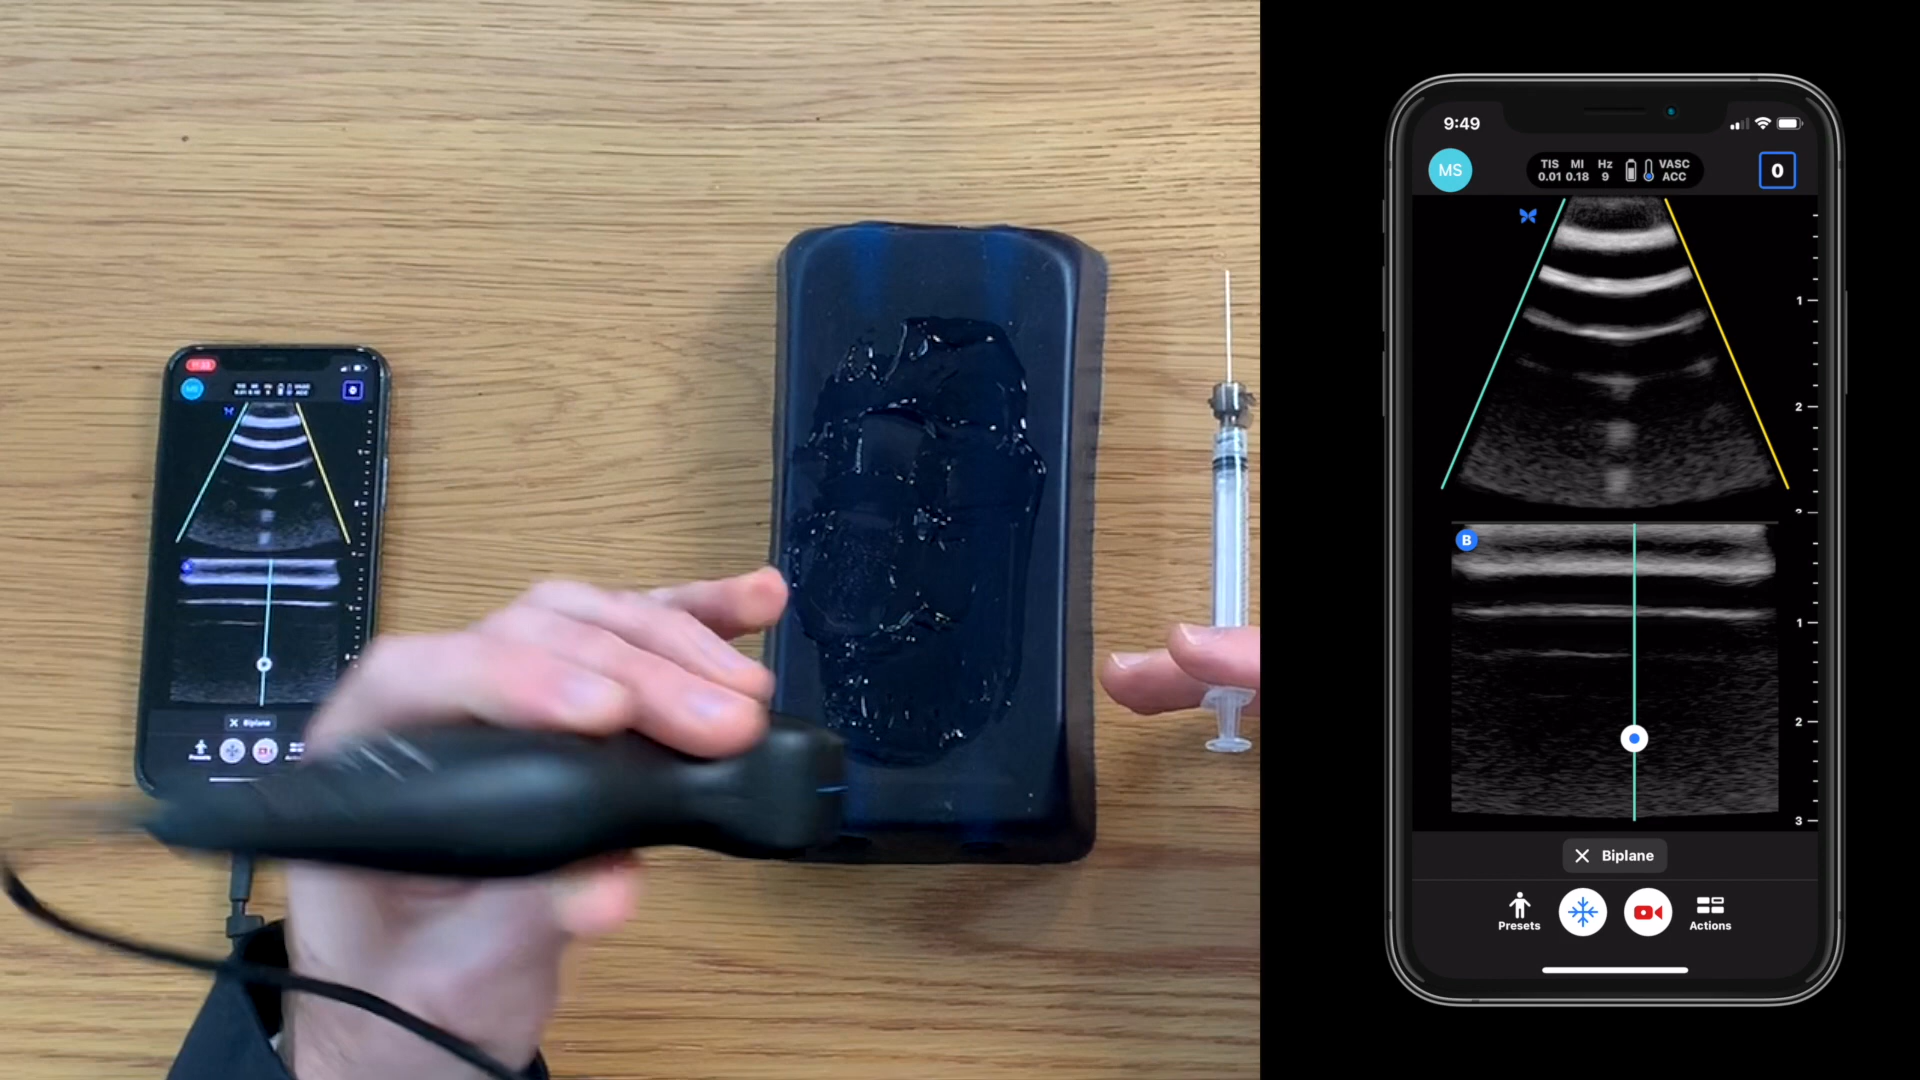 9:49
MS
TIS MI Hz VASC
0.01 0.18 9 ACC
0
1
2
B
1
2
3
Biplane
Presets
Actions
Biplane